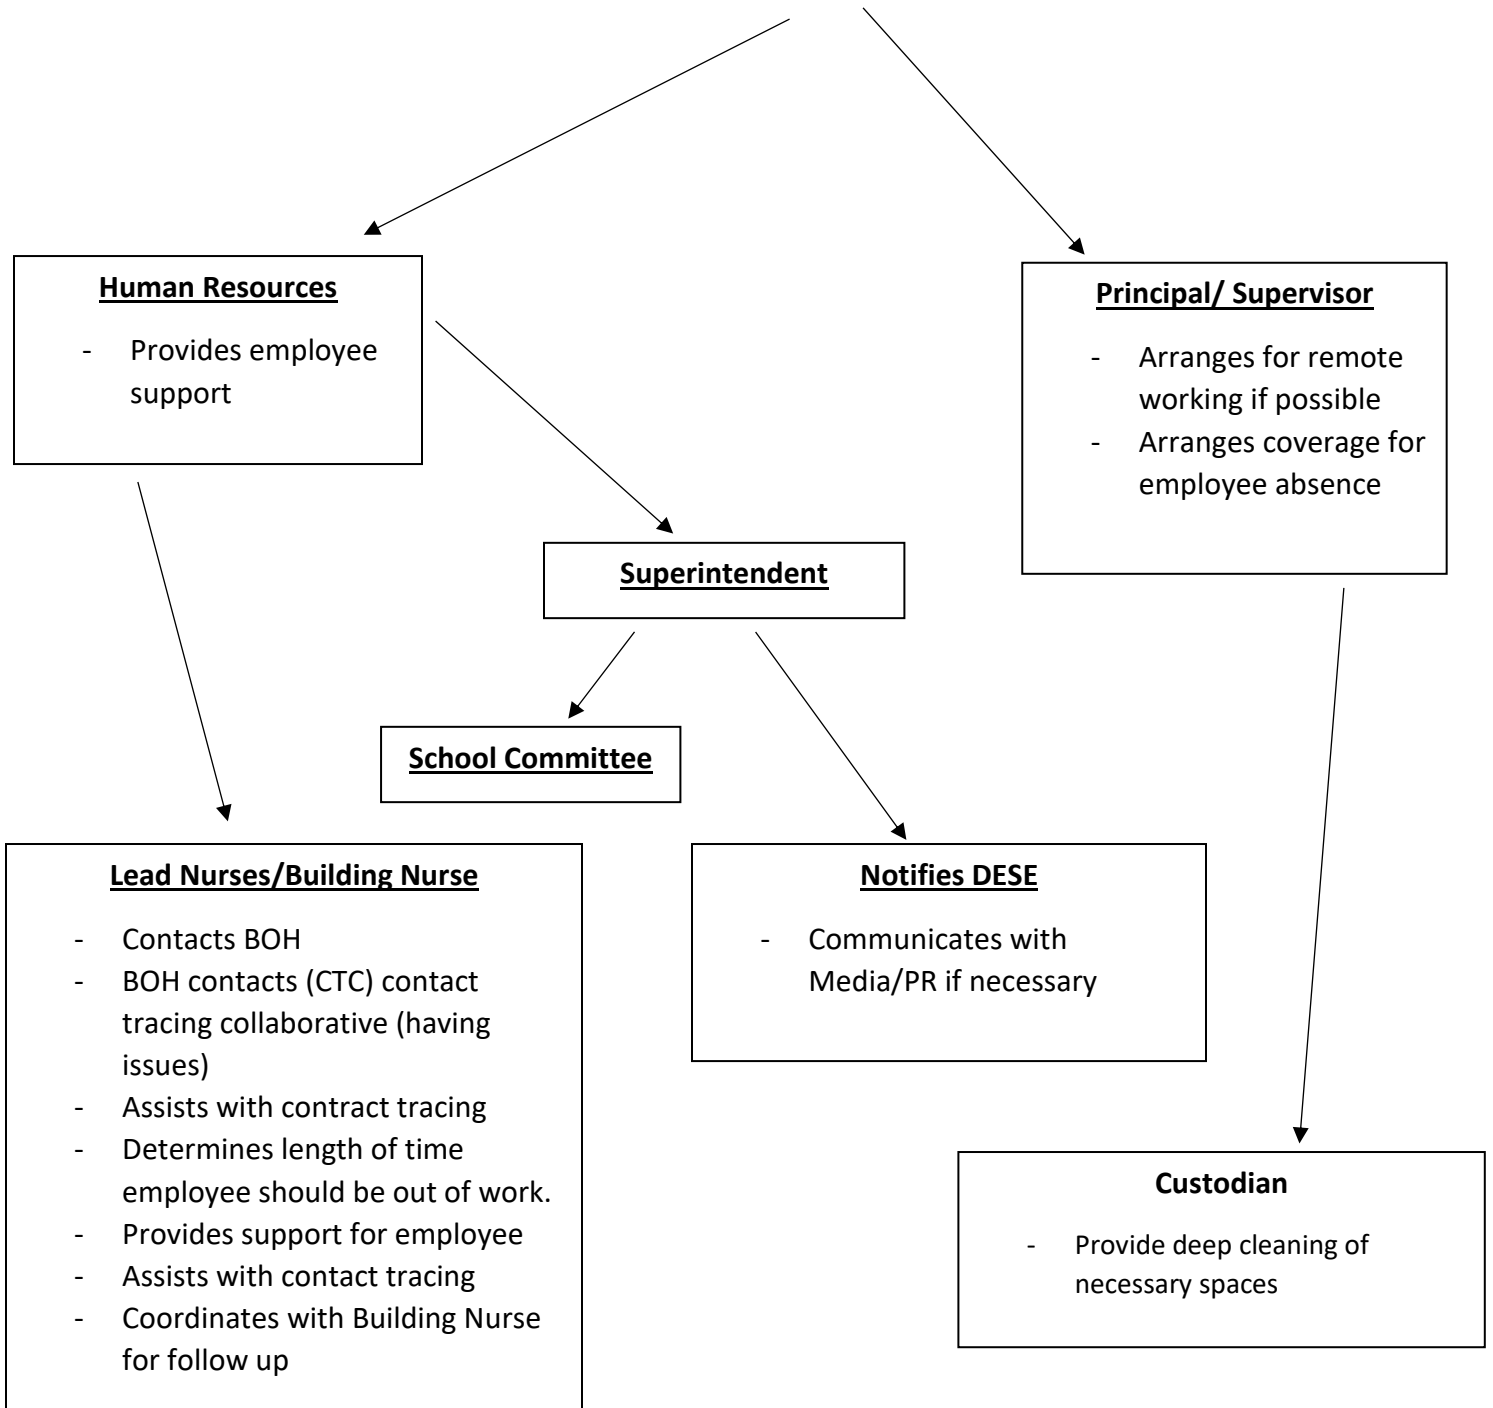 Human Resources
- Provides employee
support
Principal/ Supervisor
- Arranges for remote
working if possible
- Arranges coverage for
employee absence
Superintendent
School Committee
Lead Nurses/Building Nurse
- Contacts BOH
- BOH contacts (CTC) contact
tracing collaborative (having
issues)
- Assists with contract tracing
- Determines length of time
employee should be out of work.
- Provides support for employee
- Assists with contact tracing
- Coordinates with Building Nurse
for follow up
Notifies DESE
- Communicates with
Media/PR if necessary
Custodian
- Provide deep cleaning of
necessary spaces